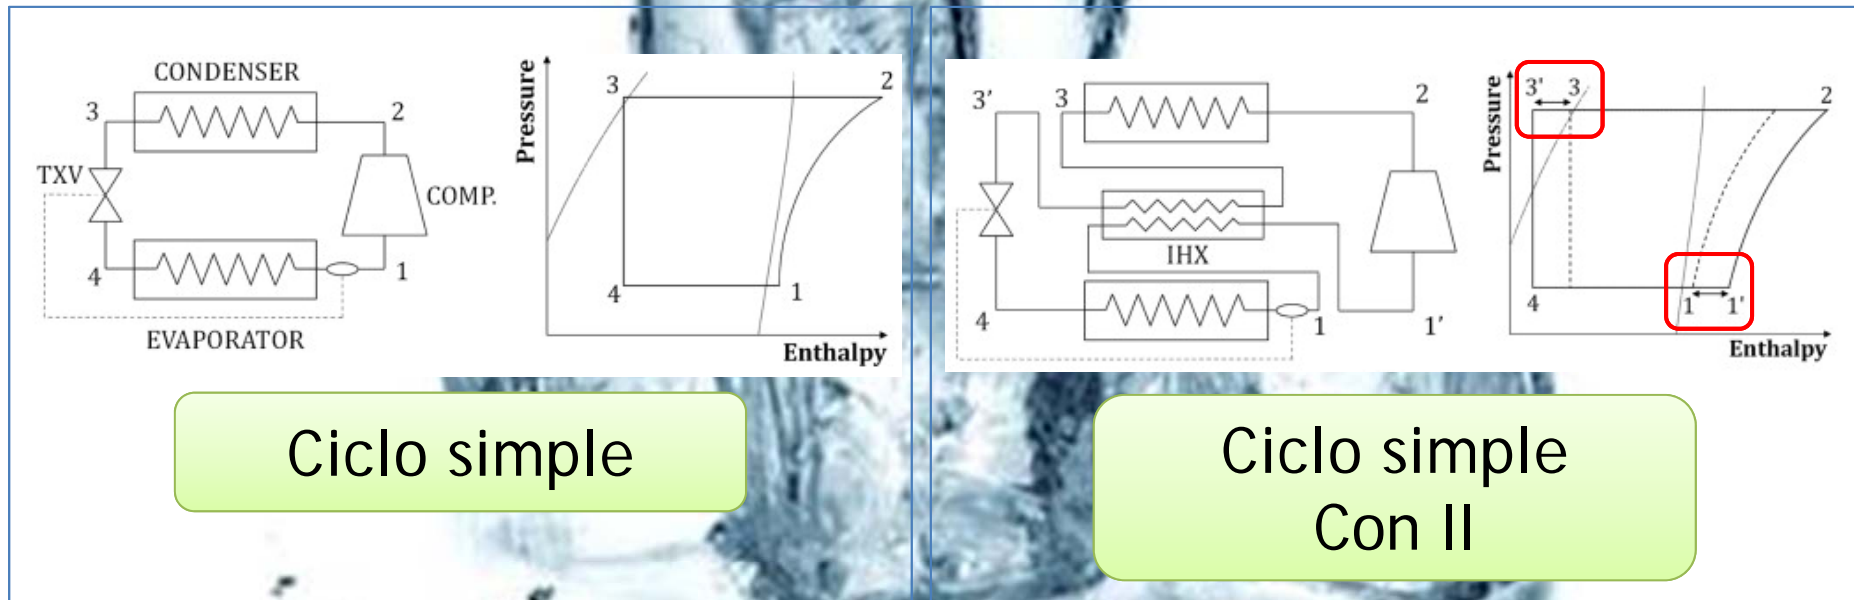 CONDENSER
3
2
TXV
COMP.
4
1
EVAPORATOR
Pressure
3
2
4
1
Enthalpy
Ciclo simple
3'
3
2
IHX
4
1
1'
Pressure
3' 3
2
4
1 1'
Enthalpy
Ciclo simple
Con II